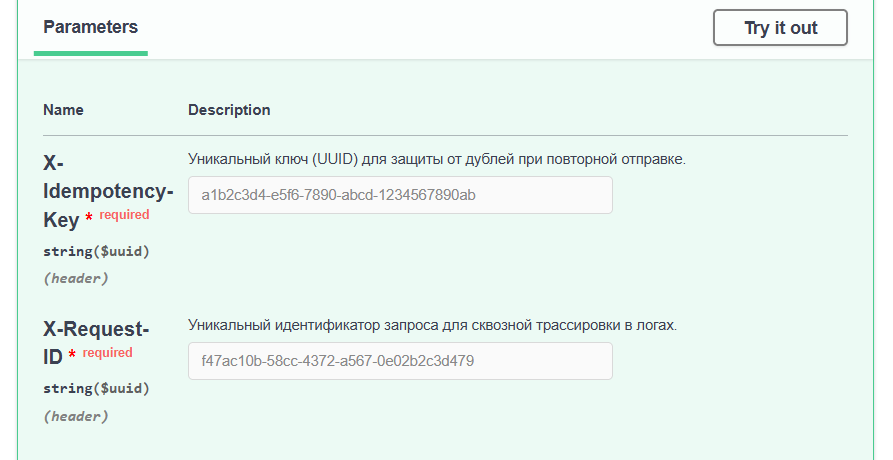 Parameters
Try it out
Name
Description
X-
Idempotency-
Key * required
string($uuid)
(header)
Уникальный ключ (UUID) для защиты от дублей при повторной отправке.
a1b2c3d4-e5f6-7890-abcd-1234567890ab
X-Request-
ID * required
string($uuid)
(header)
Уникальный идентификатор запроса для сквозной трассировки в логах.
f47ac10b-58cc-4372-a567-0e02b2c3d479